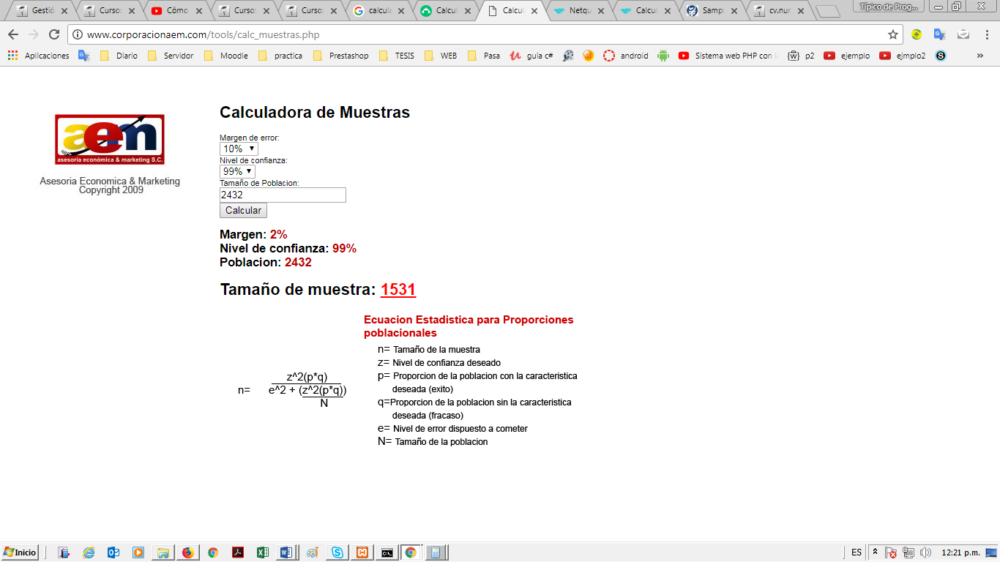 Gestió
Curso:
Cómo
Curso:
Curso:
calcula
Calcul
Calcul
Netqu
Calcul
Sampl
cv.nur
Típico de Prog...
www.corporacionaem.com/tools/calc_muestras.php
Aplicaciones
Diario
Servidor
Moodle
practica
Prestashop
TESIS
WEB
Pasa
guia c#
android
Sistema web PHP con l
p2
ejemplo
ejmplo2
»
aem
asesoría económica & marketing S.C.
Asesoria Economica & Marketing
Copyright 2009
Calculadora de Muestras
Margen de error:
10%
Nivel de confianza:
99%
Tamaño de Poblacion:
2432
Calcular
Margen: 2%
Nivel de confianza: 99%
Poblacion: 2432
Tamaño de muestra: 1531
Ecuacion Estadistica para Proporciones
poblacionales
n= Tamaño de la muestra
z= Nivel de confianza deseado
p= Proporcion de la poblacion con la caracteristica
deseada (exito)
q=Proporcion de la poblacion sin la caracteristica
deseada (fracaso)
e= Nivel de error dispuesto a cometer
N= Tamaño de la poblacion
z^2(p*q)
n= e^2 + (z^2(p*q))
N
Inicio
ES
12:21 p.m.